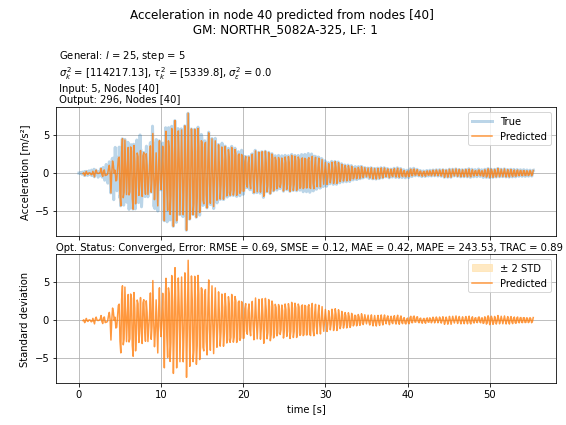 Acceleration in node 40 predicted from nodes [40]
GM: NORTHR_5082A-325, LF: 1
General: l = 25, step = 5
σ²ₖ = [114217.13], τ²ₖ = [5339.8], σ²ε = 0.0
Input: 5, Nodes [40]
Output: 296, Nodes [40]
True
Predicted
5
0
−5
Acceleration [m/s²]
Opt. Status: Converged, Error: RMSE = 0.69, SMSE = 0.12, MAE = 0.42, MAPE = 243.53, TRAC = 0.89
± 2 STD
Predicted
5
0
−5
Standard deviation
0 10 20 30 40 50
time [s]